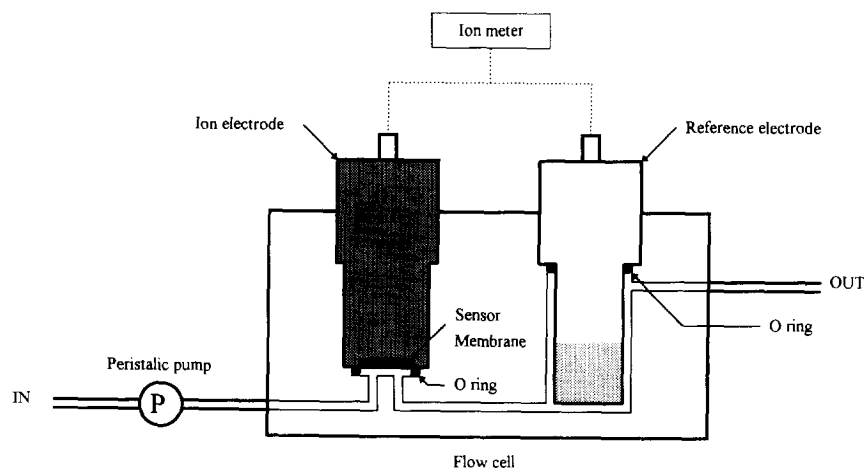 Ion meter
Ion electrode
Reference electrode
OUT
Sensor
Membrane
O ring
Peristalic pump
O ring
IN
P
Flow cell